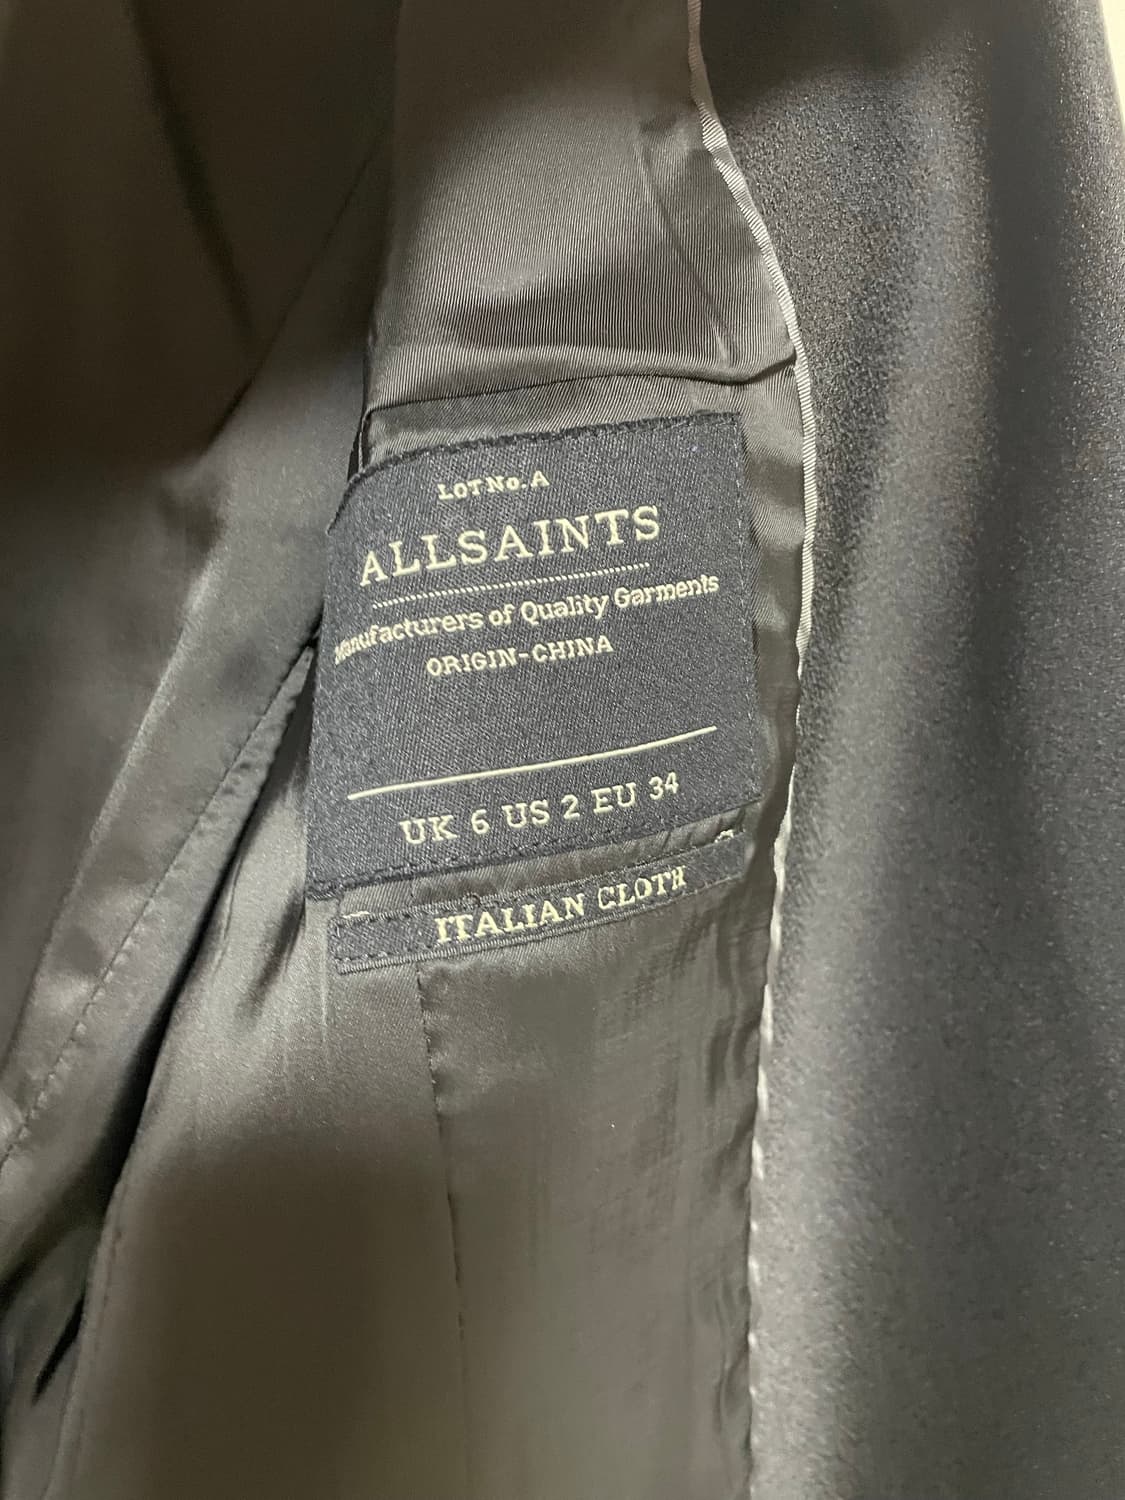 LOT No. A
ALLSAINTS
Manufacturers of Quality Garments
ORIGIN-CHINA
UK 6 US 2 EU 34
ITALIAN CLOTH